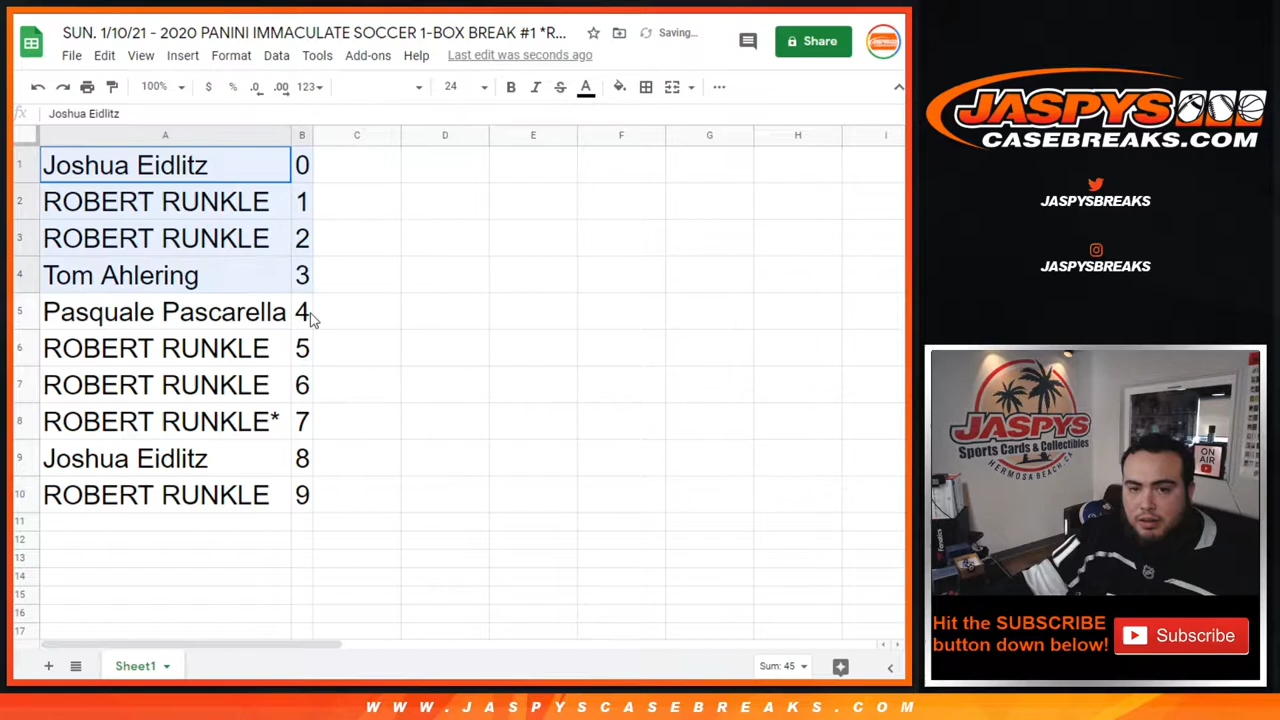 SUN. 1/10/21 - 2020 PANINI IMMACULATE SOCCER 1-BOX BREAK #1 *R...
Saving...
File Edit View Insert Format Data Tools Add-ons Help Last edit was seconds ago
Share
100% $ % .0 .00 123 24 B I S A
fx Joshua Eidlitz
A B C D E F G H I
1 Joshua Eidlitz 0
2 ROBERT RUNKLE 1
3 ROBERT RUNKLE 2
4 Tom Ahlering 3
5 Pasquale Pascarella 4
6 ROBERT RUNKLE 5
7 ROBERT RUNKLE 6
8 ROBERT RUNKLE* 7
9 Joshua Eidlitz 8
10 ROBERT RUNKLE 9
11
12
13
14
15
16
17
Sheet1
Sum: 45
JASPYS
CASEBREAKS.COM
JASPYSBREAKS
JASPYSBREAKS
JASPYS
Sports Cards & Collectibles
HERMOSA BEACH, CA
ON AIR
Fanatics
Hit the SUBSCRIBE
button down below!
Subscribe
WWW.JASPYSCASEBREAKS.COM